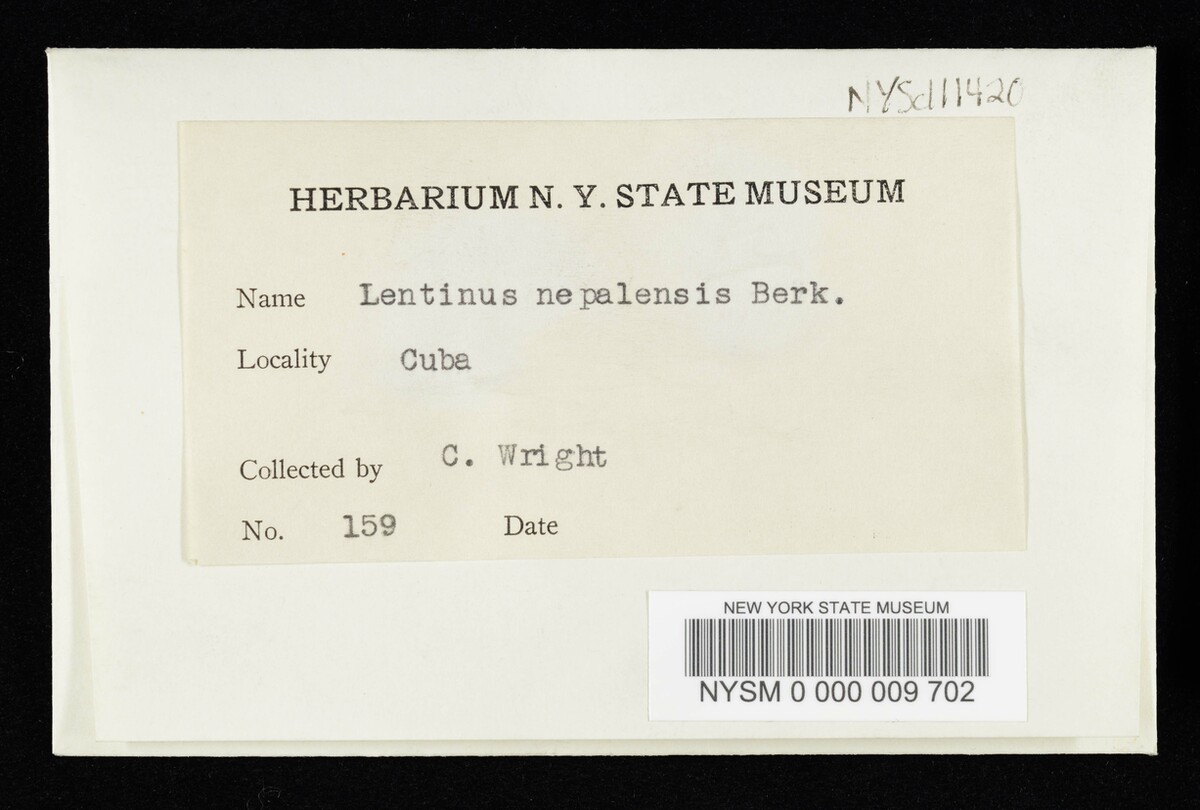 NYSd11420
HERBARIUM N. Y. STATE MUSEUM
Name Lentinus nepalensis Berk.
Locality Cuba
Collected by C. Wright
No. 159 Date
NEW YORK STATE MUSEUM
NYSM 0 000 009 702